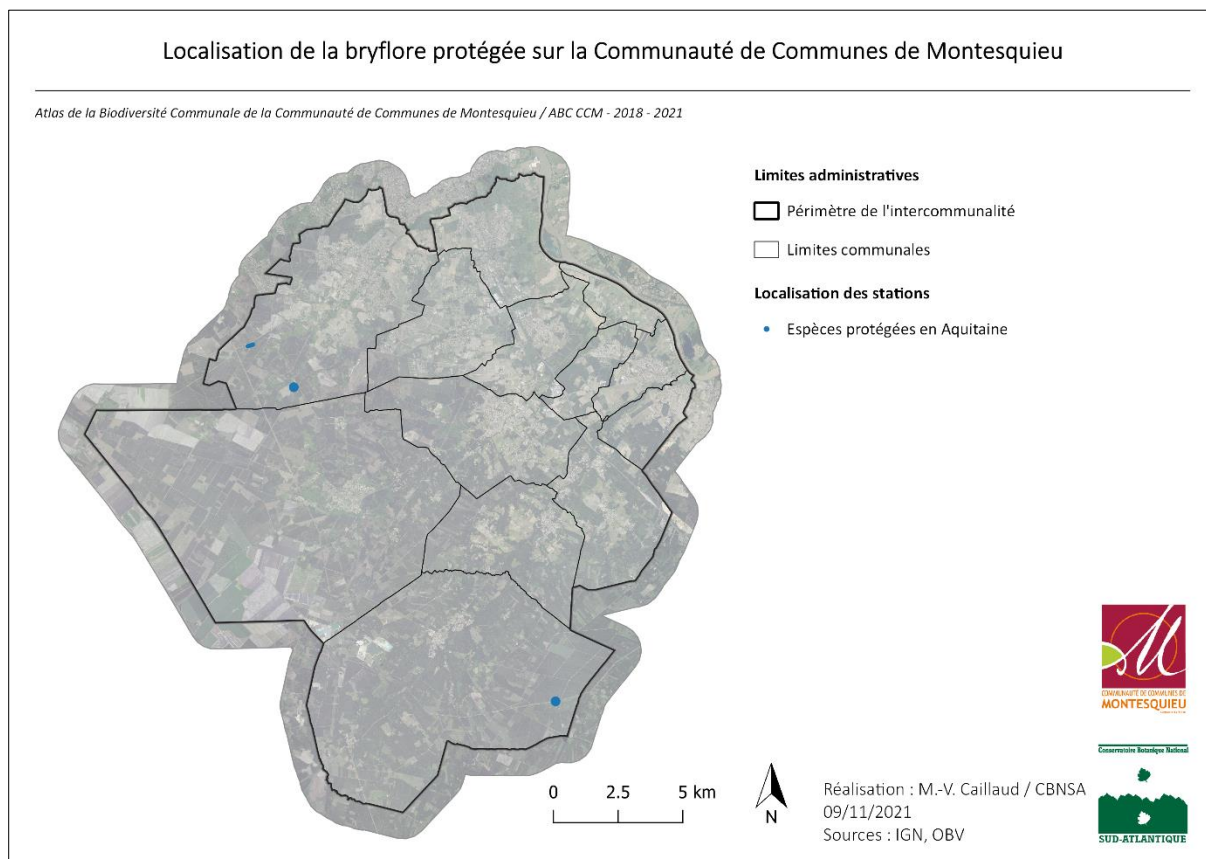 Localisation de la bryflore protégée sur la Communauté de Communes de Montesquieu
Atlas de la Biodiversité Communale de la Communauté de Communes de Montesquieu / ABC CCM - 2018 - 2021
Limites administratives
Périmètre de l'intercommunalité
Limites communales
Localisation des stations
Espèces protégées en Aquitaine
0 2.5 5 km
N
Réalisation : M.-V. Caillaud / CBNSA
09/11/2021
Sources : IGN, OBV
M
COMMUNAUTÉ DE COMMUNES DE
MONTESQUIEU
Conservatoire Botanique National
SUD-ATLANTIQUE